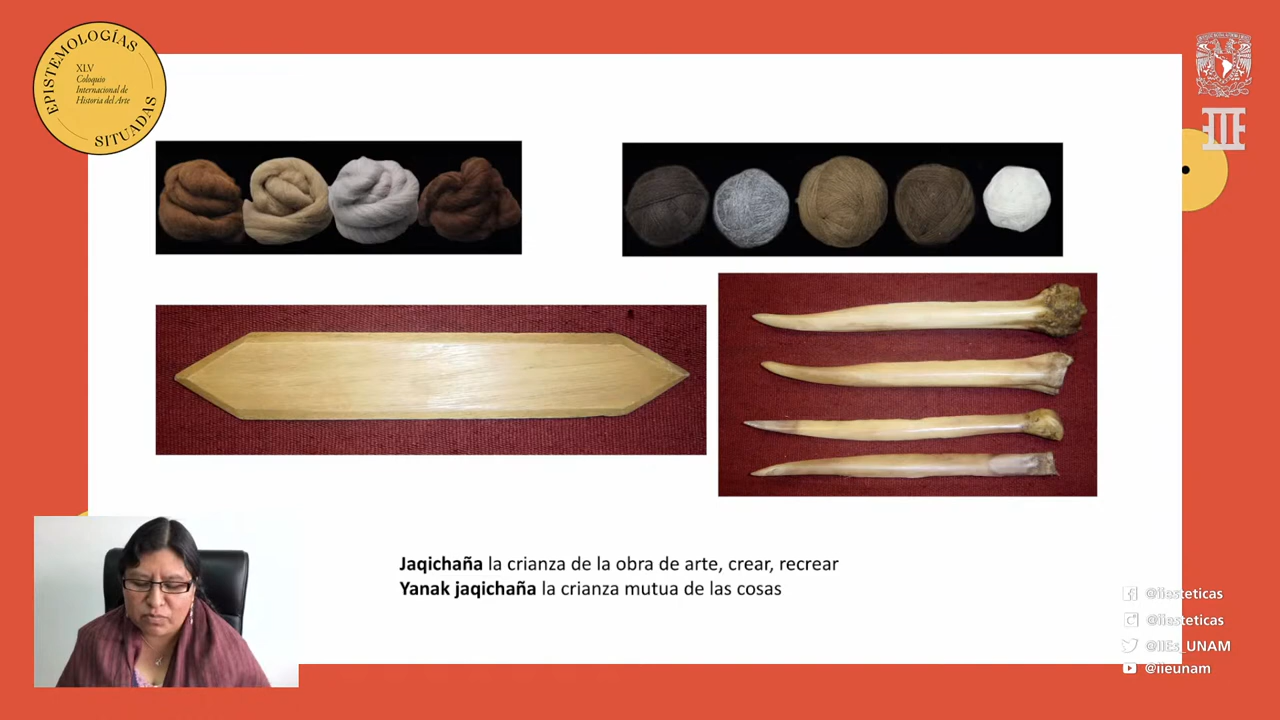 EPISTEMOLOGÍAS
XLV
Coloquio
Internacional de
Historia del Arte
SITUADAS
Jaqichaña la crianza de la obra de arte, crear, recrear
Yanak jaqichaña la crianza mutua de las cosas
@iiesteticas
@iiesteticas
@IIEs_UNAM
@iieunam